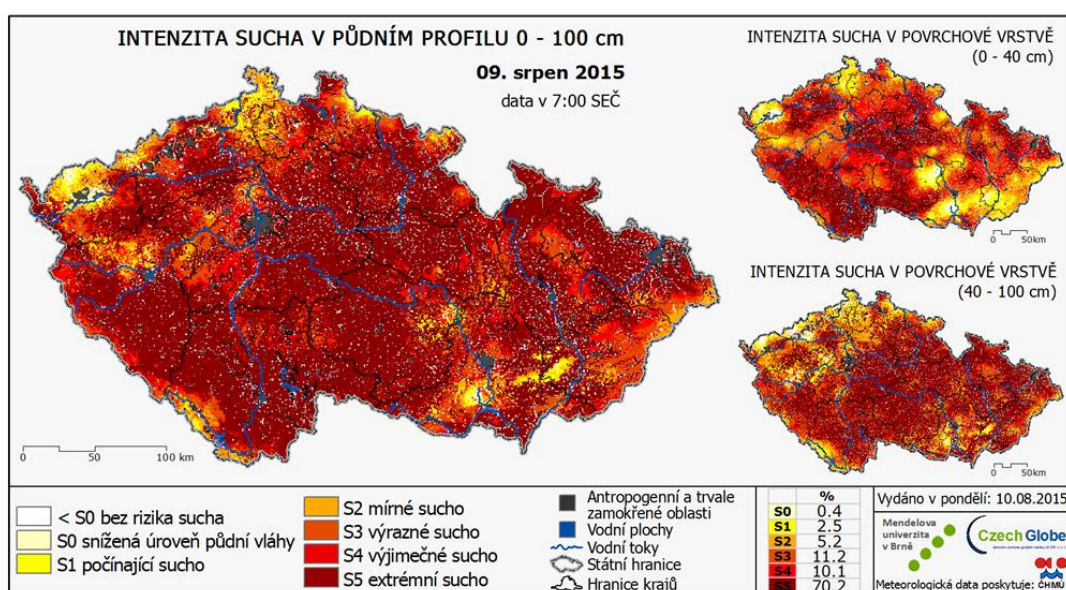 INTENZITA SUCHA V PŮDNÍM PROFILU 0 - 100 cm
09. srpen 2015
data v 7:00 SEČ
0 50 100 km
INTENZITA SUCHA V POVRCHOVÉ VRSTVĚ
(0 - 40 cm)
0 50km
INTENZITA SUCHA V POVRCHOVÉ VRSTVĚ
(40 - 100 cm)
0 50km
< S0 bez rizika sucha
S0 snížená úroveň půdní vláhy
S1 počínající sucho
S2 mírné sucho
S3 výrazné sucho
S4 výjimečné sucho
S5 extrémní sucho
Antropogenní a trvale
zamokřené oblasti
Vodní plochy
Vodní toky
Státní hranice
Hranice krajů
%
S0 0.4
S1 2.5
S2 5.2
S3 11.2
S4 10.1
S5 70.2
Vydáno v pondělí: 10.08.2015
Mendelova
univerzita
v Brně
CzechGlobe
Meteorologická data poskytuje: ČHMÚ